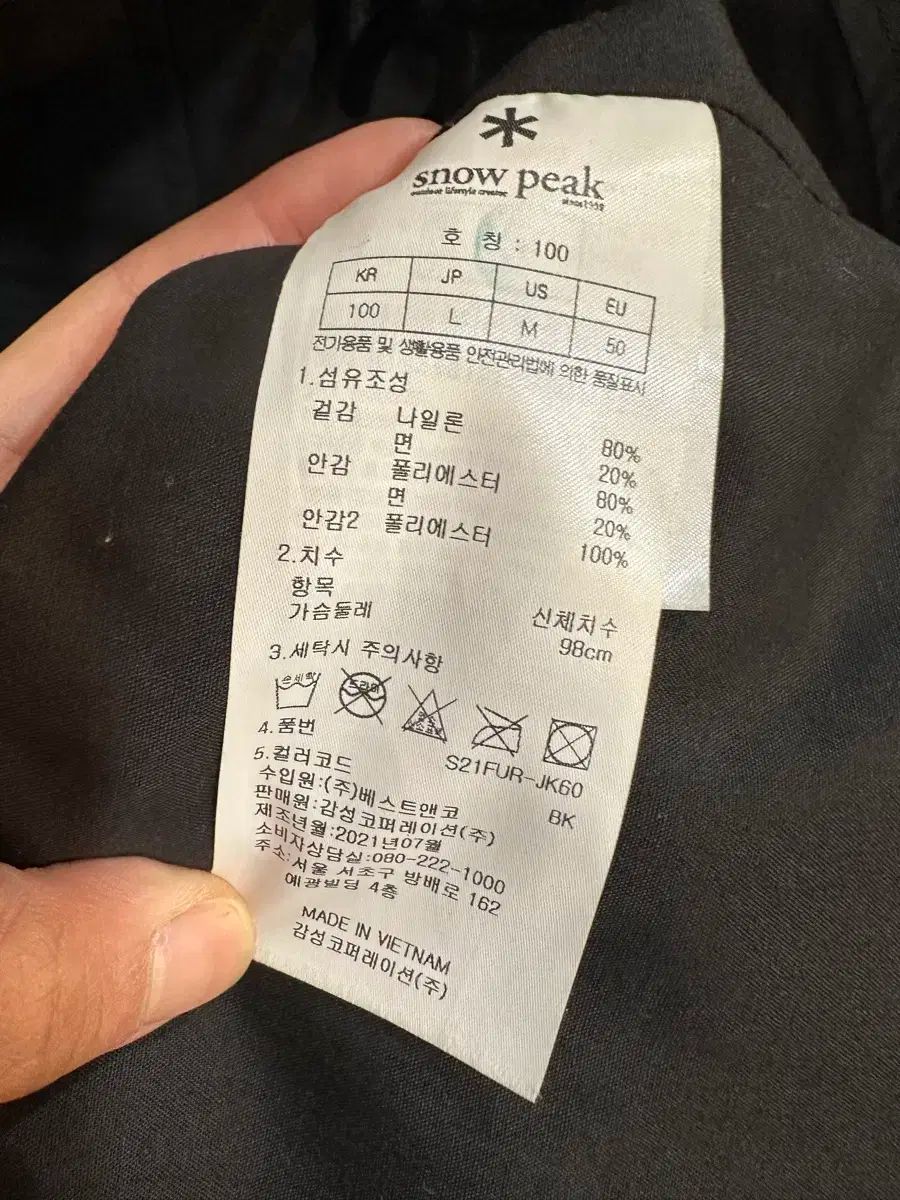 snow peak
outdoor lifestyle creator
since1958
호 칭 : 100
KR JP US EU
100 L M 50
전기용품 및 생활용품 안전관리법에 의한 품질표시
1.섬유조성
겉감 나일론 80%
면 20%
안감 폴리에스터 80%
면 20%
안감2 폴리에스터 100%
2.치수
항목 신체치수
가슴둘레 98cm
3.세탁시 주의사항
손세탁 드라이 염소
4.품번 S21FUR-JK60
5.컬러코드 BK
수입원:(주)베스트앤코
판매원:감성코퍼레이션(주)
제조년월:2021년07월
소비자상담실:080-222-1000
주소:서울 서초구 방배로 162
예광빌딩 4층
MADE IN VIETNAM
감성코퍼레이션(주)